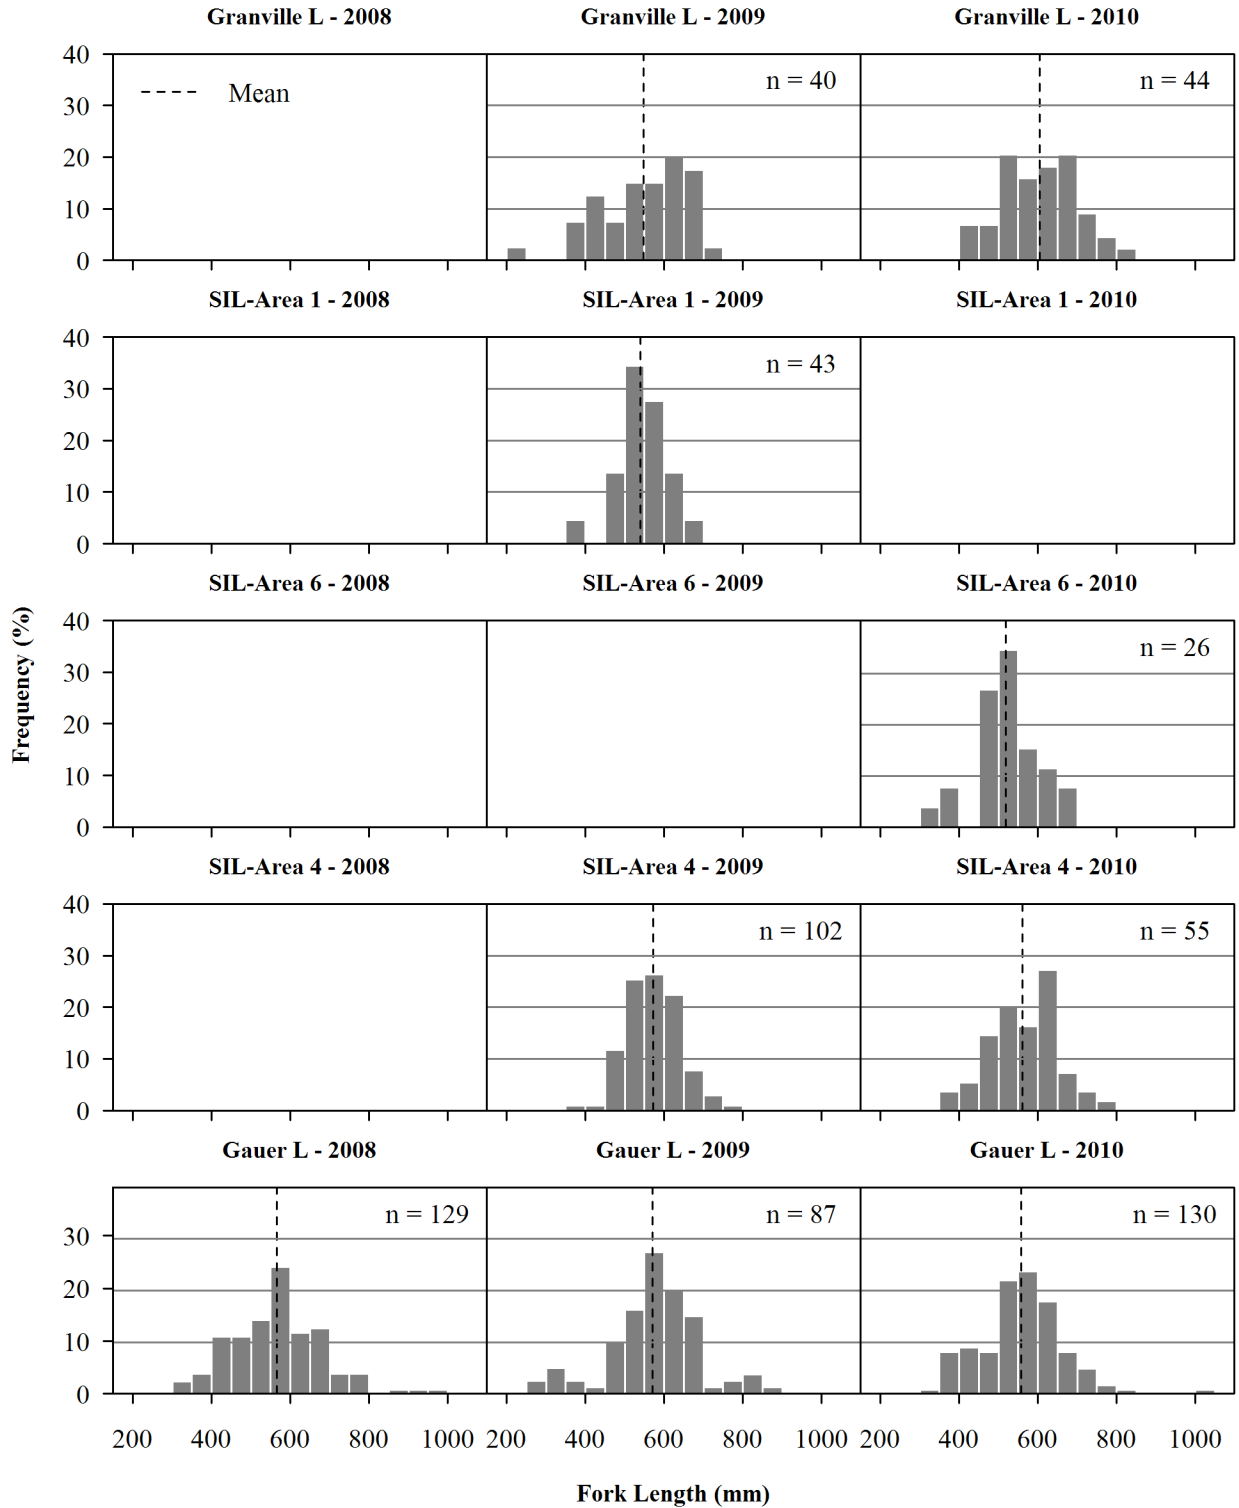 Granville L - 2008 Granville L - 2009 Granville L - 2010
40
Mean n = 40 n = 44
30
20
10
0
SIL-Area 1 - 2008 SIL-Area 1 - 2009 SIL-Area 1 - 2010
40
n = 43
30
20
10
0
SIL-Area 6 - 2008 SIL-Area 6 - 2009 SIL-Area 6 - 2010
40
n = 26
30
20
10
0
Frequency (%)
SIL-Area 4 - 2008 SIL-Area 4 - 2009 SIL-Area 4 - 2010
40
n = 102 n = 55
30
20
10
0
Gauer L - 2008 Gauer L - 2009 Gauer L - 2010
n = 129 n = 87 n = 130
30
20
10
0
200 400 600 800 1000 200 400 600 800 1000 200 400 600 800 1000
Fork Length (mm)